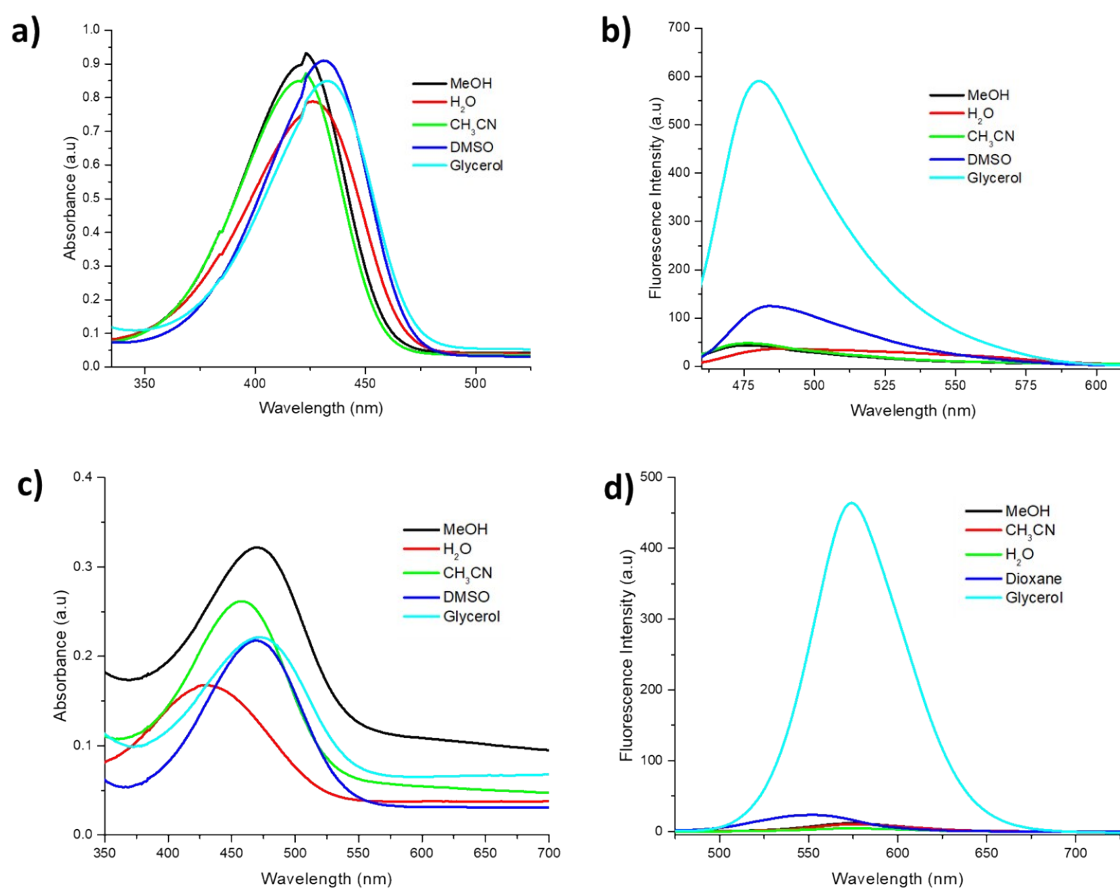 a)
Absorbance (a.u)
1.0
0.9
0.8
0.7
0.6
0.5
0.4
0.3
0.2
0.1
0.0
MeOH
H₂O
CH₃CN
DMSO
Glycerol
350 400 450 500
Wavelength (nm)
b)
Fluorescence Intensity (a.u)
700
600
500
400
300
200
100
0
MeOH
H₂O
CH₃CN
DMSO
Glycerol
475 500 525 550 575 600
Wavelength (nm)
c)
Absorbance (a.u)
0.4
0.3
0.2
0.1
0.0
MeOH
H₂O
CH₃CN
DMSO
Glycerol
350 400 450 500 550 600 650 700
Wavelength (nm)
d)
Fluorescence Intensity (a.u)
500
400
300
200
100
0
MeOH
CH₃CN
H₂O
Dioxane
Glycerol
500 550 600 650 700
Wavelength (nm)